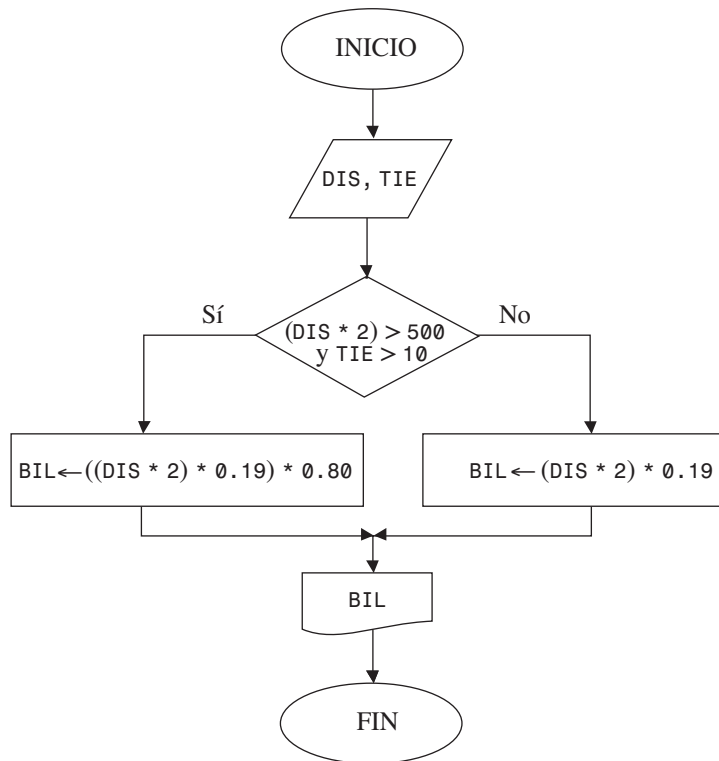 INICIO
DIS, TIE
Sí
No
(DIS * 2) > 500
y TIE > 10
BIL←((DIS * 2) * 0.19) * 0.80
BIL←(DIS * 2) * 0.19
BIL
FIN